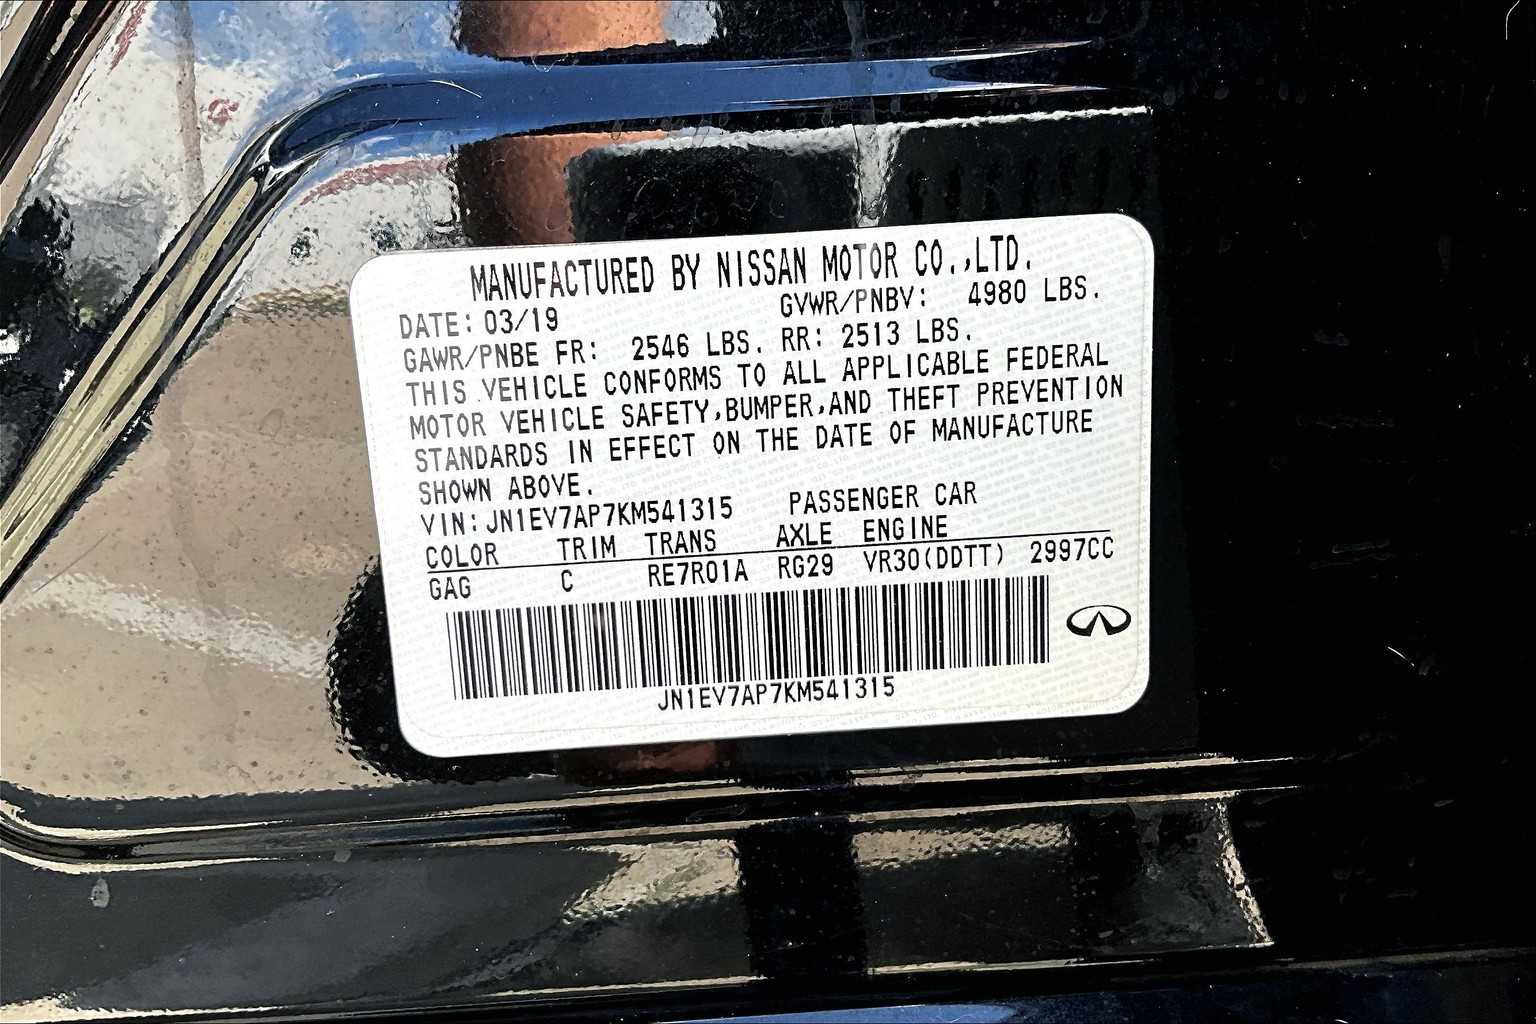 MANUFACTURED BY NISSAN MOTOR CO.,LTD.
DATE: 03/19 GVWR/PNBV: 4980 LBS.
GAWR/PNBE FR: 2546 LBS. RR: 2513 LBS.
THIS VEHICLE CONFORMS TO ALL APPLICABLE FEDERAL
MOTOR VEHICLE SAFETY,BUMPER,AND THEFT PREVENTION
STANDARDS IN EFFECT ON THE DATE OF MANUFACTURE
SHOWN ABOVE.
VIN:JN1EV7AP7KM541315 PASSENGER CAR
COLOR TRIM TRANS AXLE ENGINE
GAG C RE7R01A RG29 VR30(DDTT) 2997CC
JN1EV7AP7KM541315